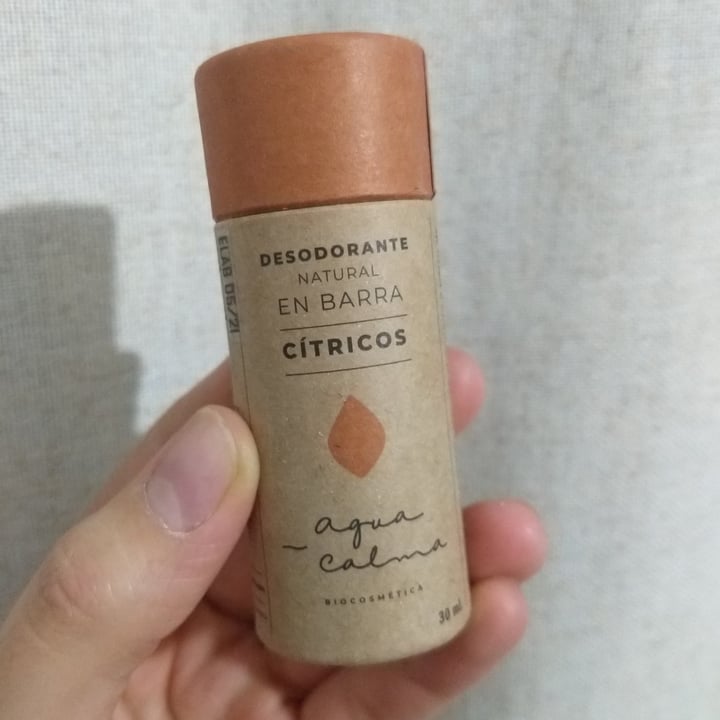 DESODORANTE
NATURAL
EN BARRA
CÍTRICOS
agua
calma
BIOCOSMÉTICA
30 ml
ELAB 05/21